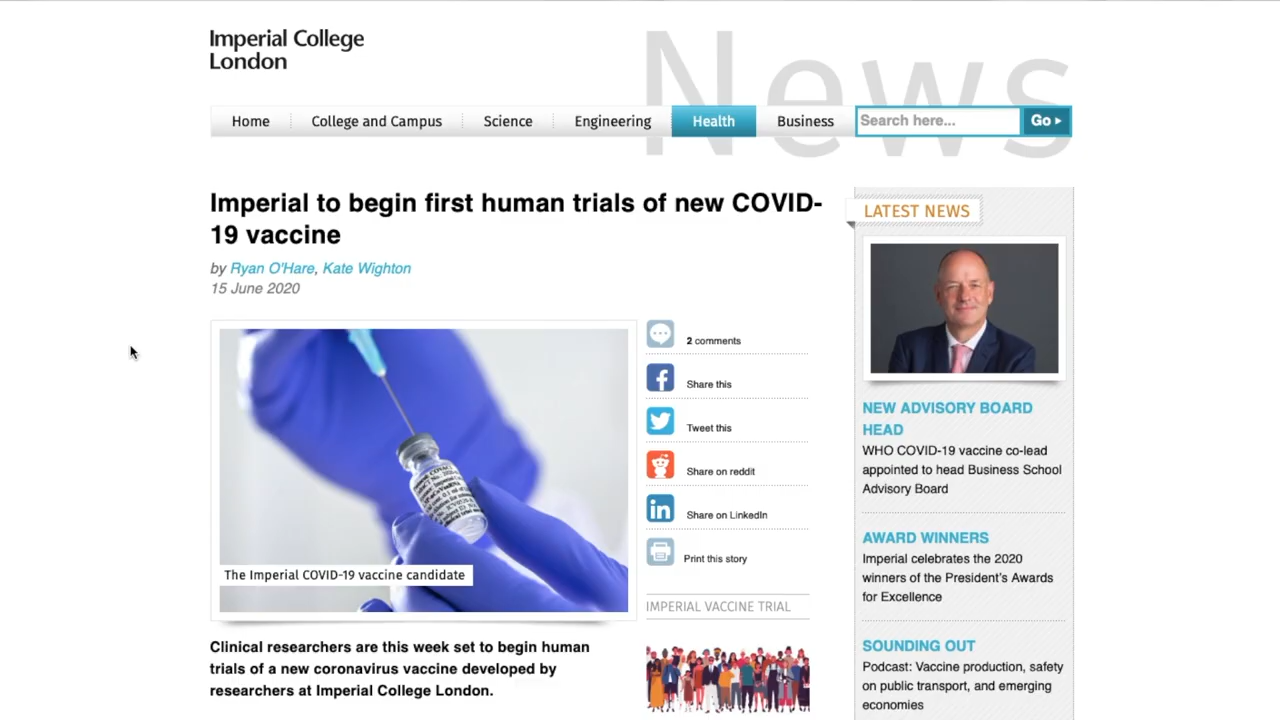 Imperial College
London
News
Home
College and Campus
Science
Engineering
Health
Business
Search here...
Go
Imperial to begin first human trials of new COVID-
19 vaccine
by Ryan O'Hare, Kate Wighton
15 June 2020
The Imperial COVID-19 vaccine candidate
2 comments
Share this
Tweet this
Share on reddit
in
Share on LinkedIn
Print this story
IMPERIAL VACCINE TRIAL
Clinical researchers are this week set to begin human
trials of a new coronavirus vaccine developed by
researchers at Imperial College London.
LATEST NEWS
NEW ADVISORY BOARD
HEAD
WHO COVID-19 vaccine co-lead
appointed to head Business School
Advisory Board
AWARD WINNERS
Imperial celebrates the 2020
winners of the President's Awards
for Excellence
SOUNDING OUT
Podcast: Vaccine production, safety
on public transport, and emerging
economies